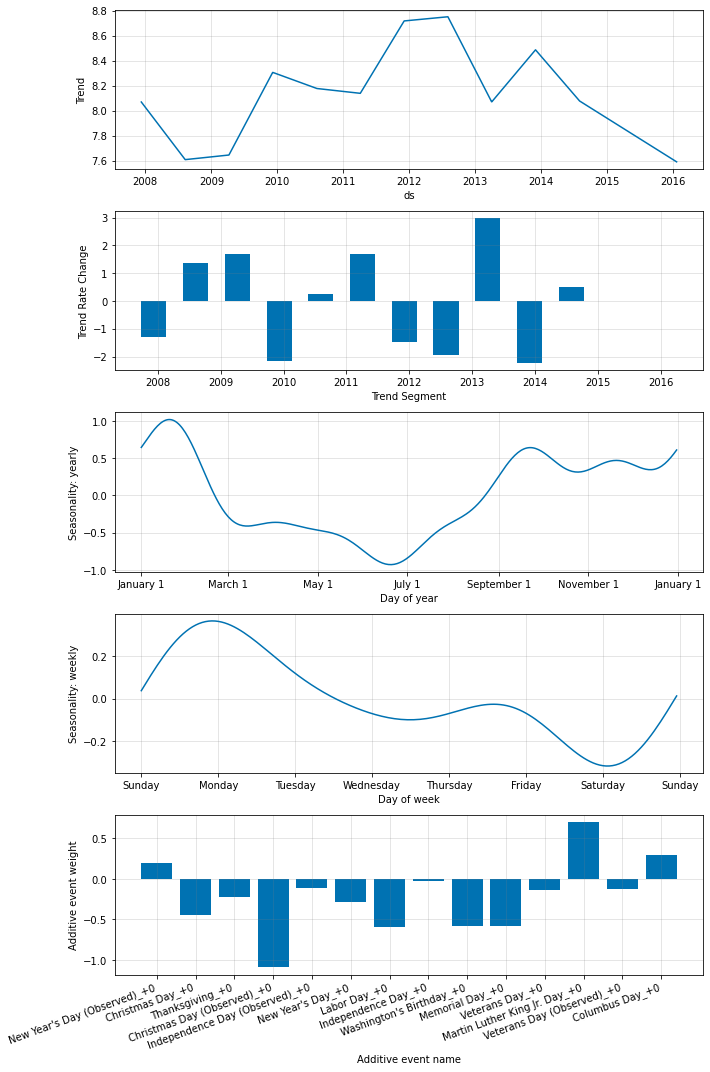 8.8
8.6
8.4
8.2
8.0
7.8
7.6
Trend
2008 2009 2010 2011 2012 2013 2014 2015 2016
ds
3
2
1
0
−1
−2
Trend Rate Change
2008 2009 2010 2011 2012 2013 2014 2015 2016
Trend Segment
1.0
0.5
0.0
−0.5
−1.0
Seasonality: yearly
January 1 March 1 May 1 July 1 September 1 November 1 January 1
Day of year
0.2
0.0
−0.2
Seasonality: weekly
Sunday Monday Tuesday Wednesday Thursday Friday Saturday Sunday
Day of week
0.5
0.0
−0.5
−1.0
Additive event weight
New Year's Day (Observed)_+0
Christmas Day_+0
Thanksgiving_+0
Christmas Day (Observed)_+0
Independence Day (Observed)_+0
New Year's Day_+0
Labor Day_+0
Independence Day_+0
Washington's Birthday_+0
Memorial Day_+0
Veterans Day_+0
Martin Luther King Jr. Day_+0
Veterans Day (Observed)_+0
Columbus Day_+0
Additive event name